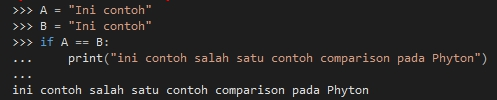 >>> A = "Ini contoh"
>>> B = "Ini contoh"
>>> if A == B:
...     print("ini contoh salah satu contoh comparison pada Phyton")
...
ini contoh salah satu contoh comparison pada Phyton